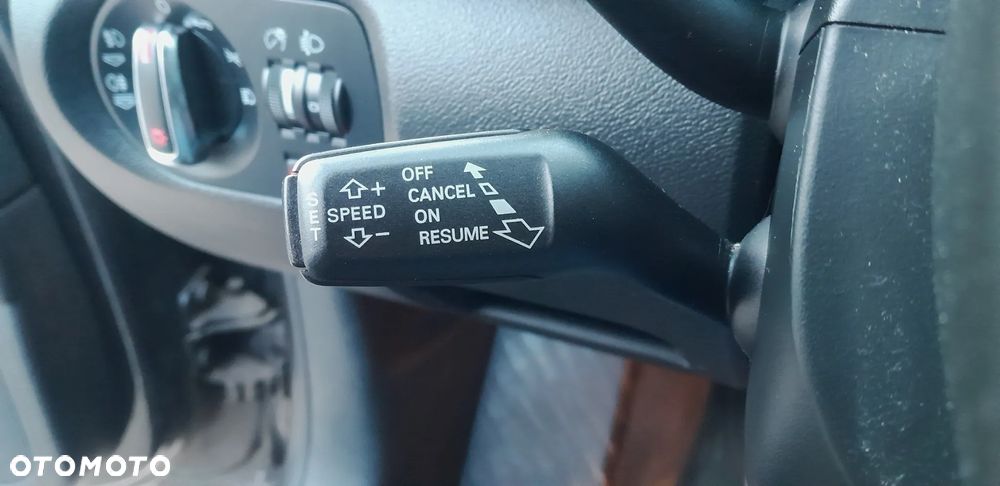 OFF
CANCEL
SET
+
SPEED
ON
−
RESUME
OTOMOTO